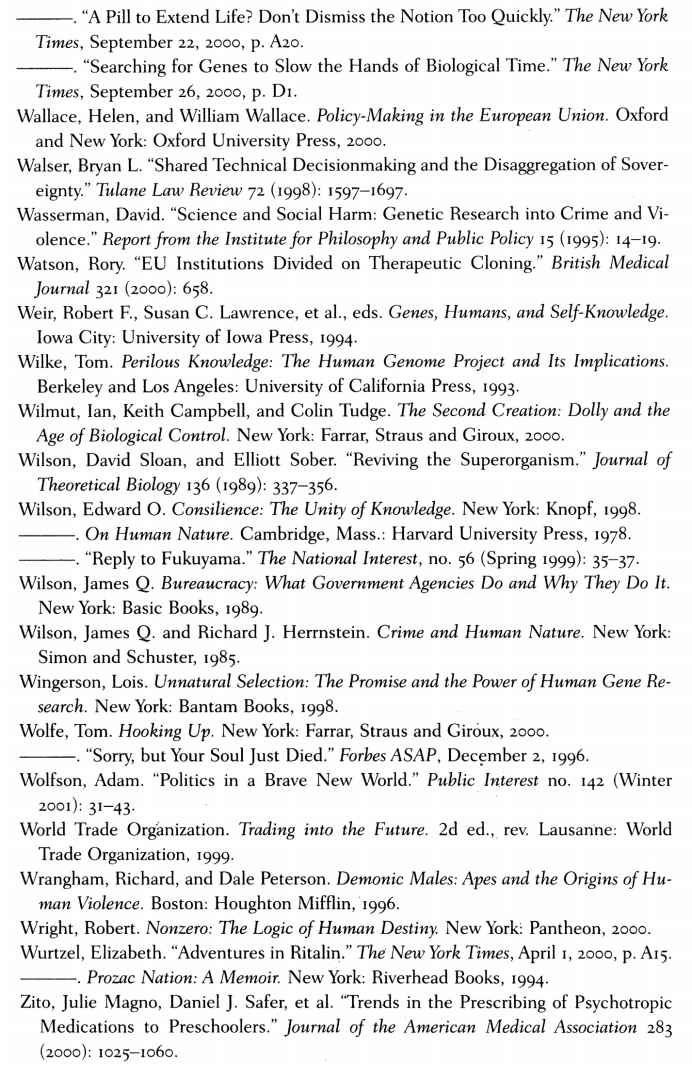 ———. “A Pill to Extend Life? Don’t Dismiss the Notion Too Quickly.” The New York
Times, September 22, 2000, p. A20.
———. “Searching for Genes to Slow the Hands of Biological Time.” The New York
Times, September 26, 2000, p. D1.
Wallace, Helen, and William Wallace. Policy-Making in the European Union. Oxford
and New York: Oxford University Press, 2000.
Walser, Bryan L. “Shared Technical Decisionmaking and the Disaggregation of Sover-
eignty.” Tulane Law Review 72 (1998): 1597–1697.
Wasserman, David. “Science and Social Harm: Genetic Research into Crime and Vi-
olence.” Report from the Institute for Philosophy and Public Policy 15 (1995): 14–19.
Watson, Rory. “EU Institutions Divided on Therapeutic Cloning.” British Medical
Journal 321 (2000): 658.
Weir, Robert F., Susan C. Lawrence, et al., eds. Genes, Humans, and Self-Knowledge.
Iowa City: University of Iowa Press, 1994.
Wilke, Tom. Perilous Knowledge: The Human Genome Project and Its Implications.
Berkeley and Los Angeles: University of California Press, 1993.
Wilmut, Ian, Keith Campbell, and Colin Tudge. The Second Creation: Dolly and the
Age of Biological Control. New York: Farrar, Straus and Giroux, 2000.
Wilson, David Sloan, and Elliott Sober. “Reviving the Superorganism.” Journal of
Theoretical Biology 136 (1989): 337–356.
Wilson, Edward O. Consilience: The Unity of Knowledge. New York: Knopf, 1998.
———. On Human Nature. Cambridge, Mass.: Harvard University Press, 1978.
———. “Reply to Fukuyama.” The National Interest, no. 56 (Spring 1999): 35–37.
Wilson, James Q. Bureaucracy: What Government Agencies Do and Why They Do It.
New York: Basic Books, 1989.
Wilson, James Q. and Richard J. Herrnstein. Crime and Human Nature. New York:
Simon and Schuster, 1985.
Wingerson, Lois. Unnatural Selection: The Promise and the Power of Human Gene Re-
search. New York: Bantam Books, 1998.
Wolfe, Tom. Hooking Up. New York: Farrar, Straus and Giroux, 2000.
———. “Sorry, but Your Soul Just Died.” Forbes ASAP, December 2, 1996.
Wolfson, Adam. “Politics in a Brave New World.” Public Interest no. 142 (Winter
2001): 31–43.
World Trade Organization. Trading into the Future. 2d ed., rev. Lausanne: World
Trade Organization, 1999.
Wrangham, Richard, and Dale Peterson. Demonic Males: Apes and the Origins of Hu-
man Violence. Boston: Houghton Mifflin, 1996.
Wright, Robert. Nonzero: The Logic of Human Destiny. New York: Pantheon, 2000.
Wurtzel, Elizabeth. “Adventures in Ritalin.” The New York Times, April 1, 2000, p. A15.
———. Prozac Nation: A Memoir. New York: Riverhead Books, 1994.
Zito, Julie Magno, Daniel J. Safer, et al. “Trends in the Prescribing of Psychotropic
Medications to Preschoolers.” Journal of the American Medical Association 283
(2000): 1025–1060.